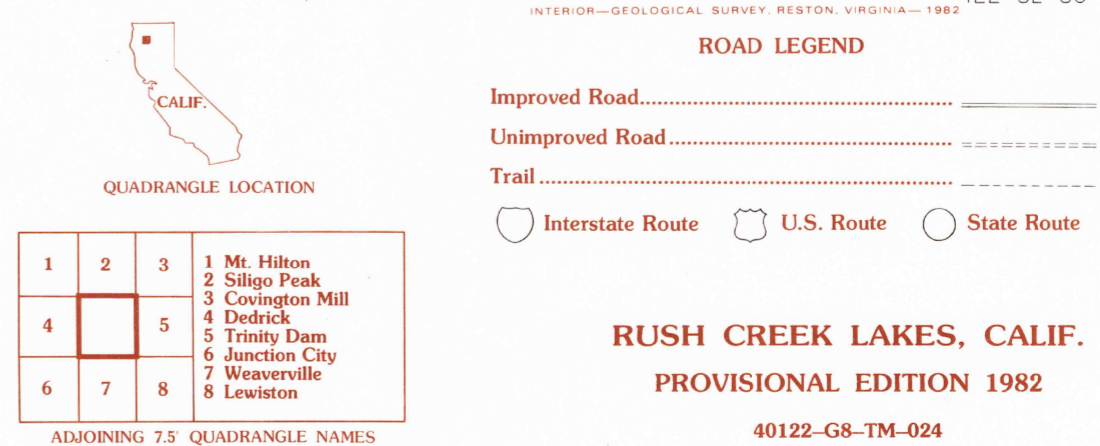 INTERIOR—GEOLOGICAL SURVEY, RESTON, VIRGINIA—1982
CALIF.
QUADRANGLE LOCATION
ROAD LEGEND
Improved Road
Unimproved Road
Trail
Interstate Route
U.S. Route
State Route
1 2 3
4 5
6 7 8
1 Mt. Hilton
2 Siligo Peak
3 Covington Mill
4 Dedrick
5 Trinity Dam
6 Junction City
7 Weaverville
8 Lewiston
ADJOINING 7.5' QUADRANGLE NAMES
RUSH CREEK LAKES, CALIF.
PROVISIONAL EDITION 1982
40122–G8–TM–024